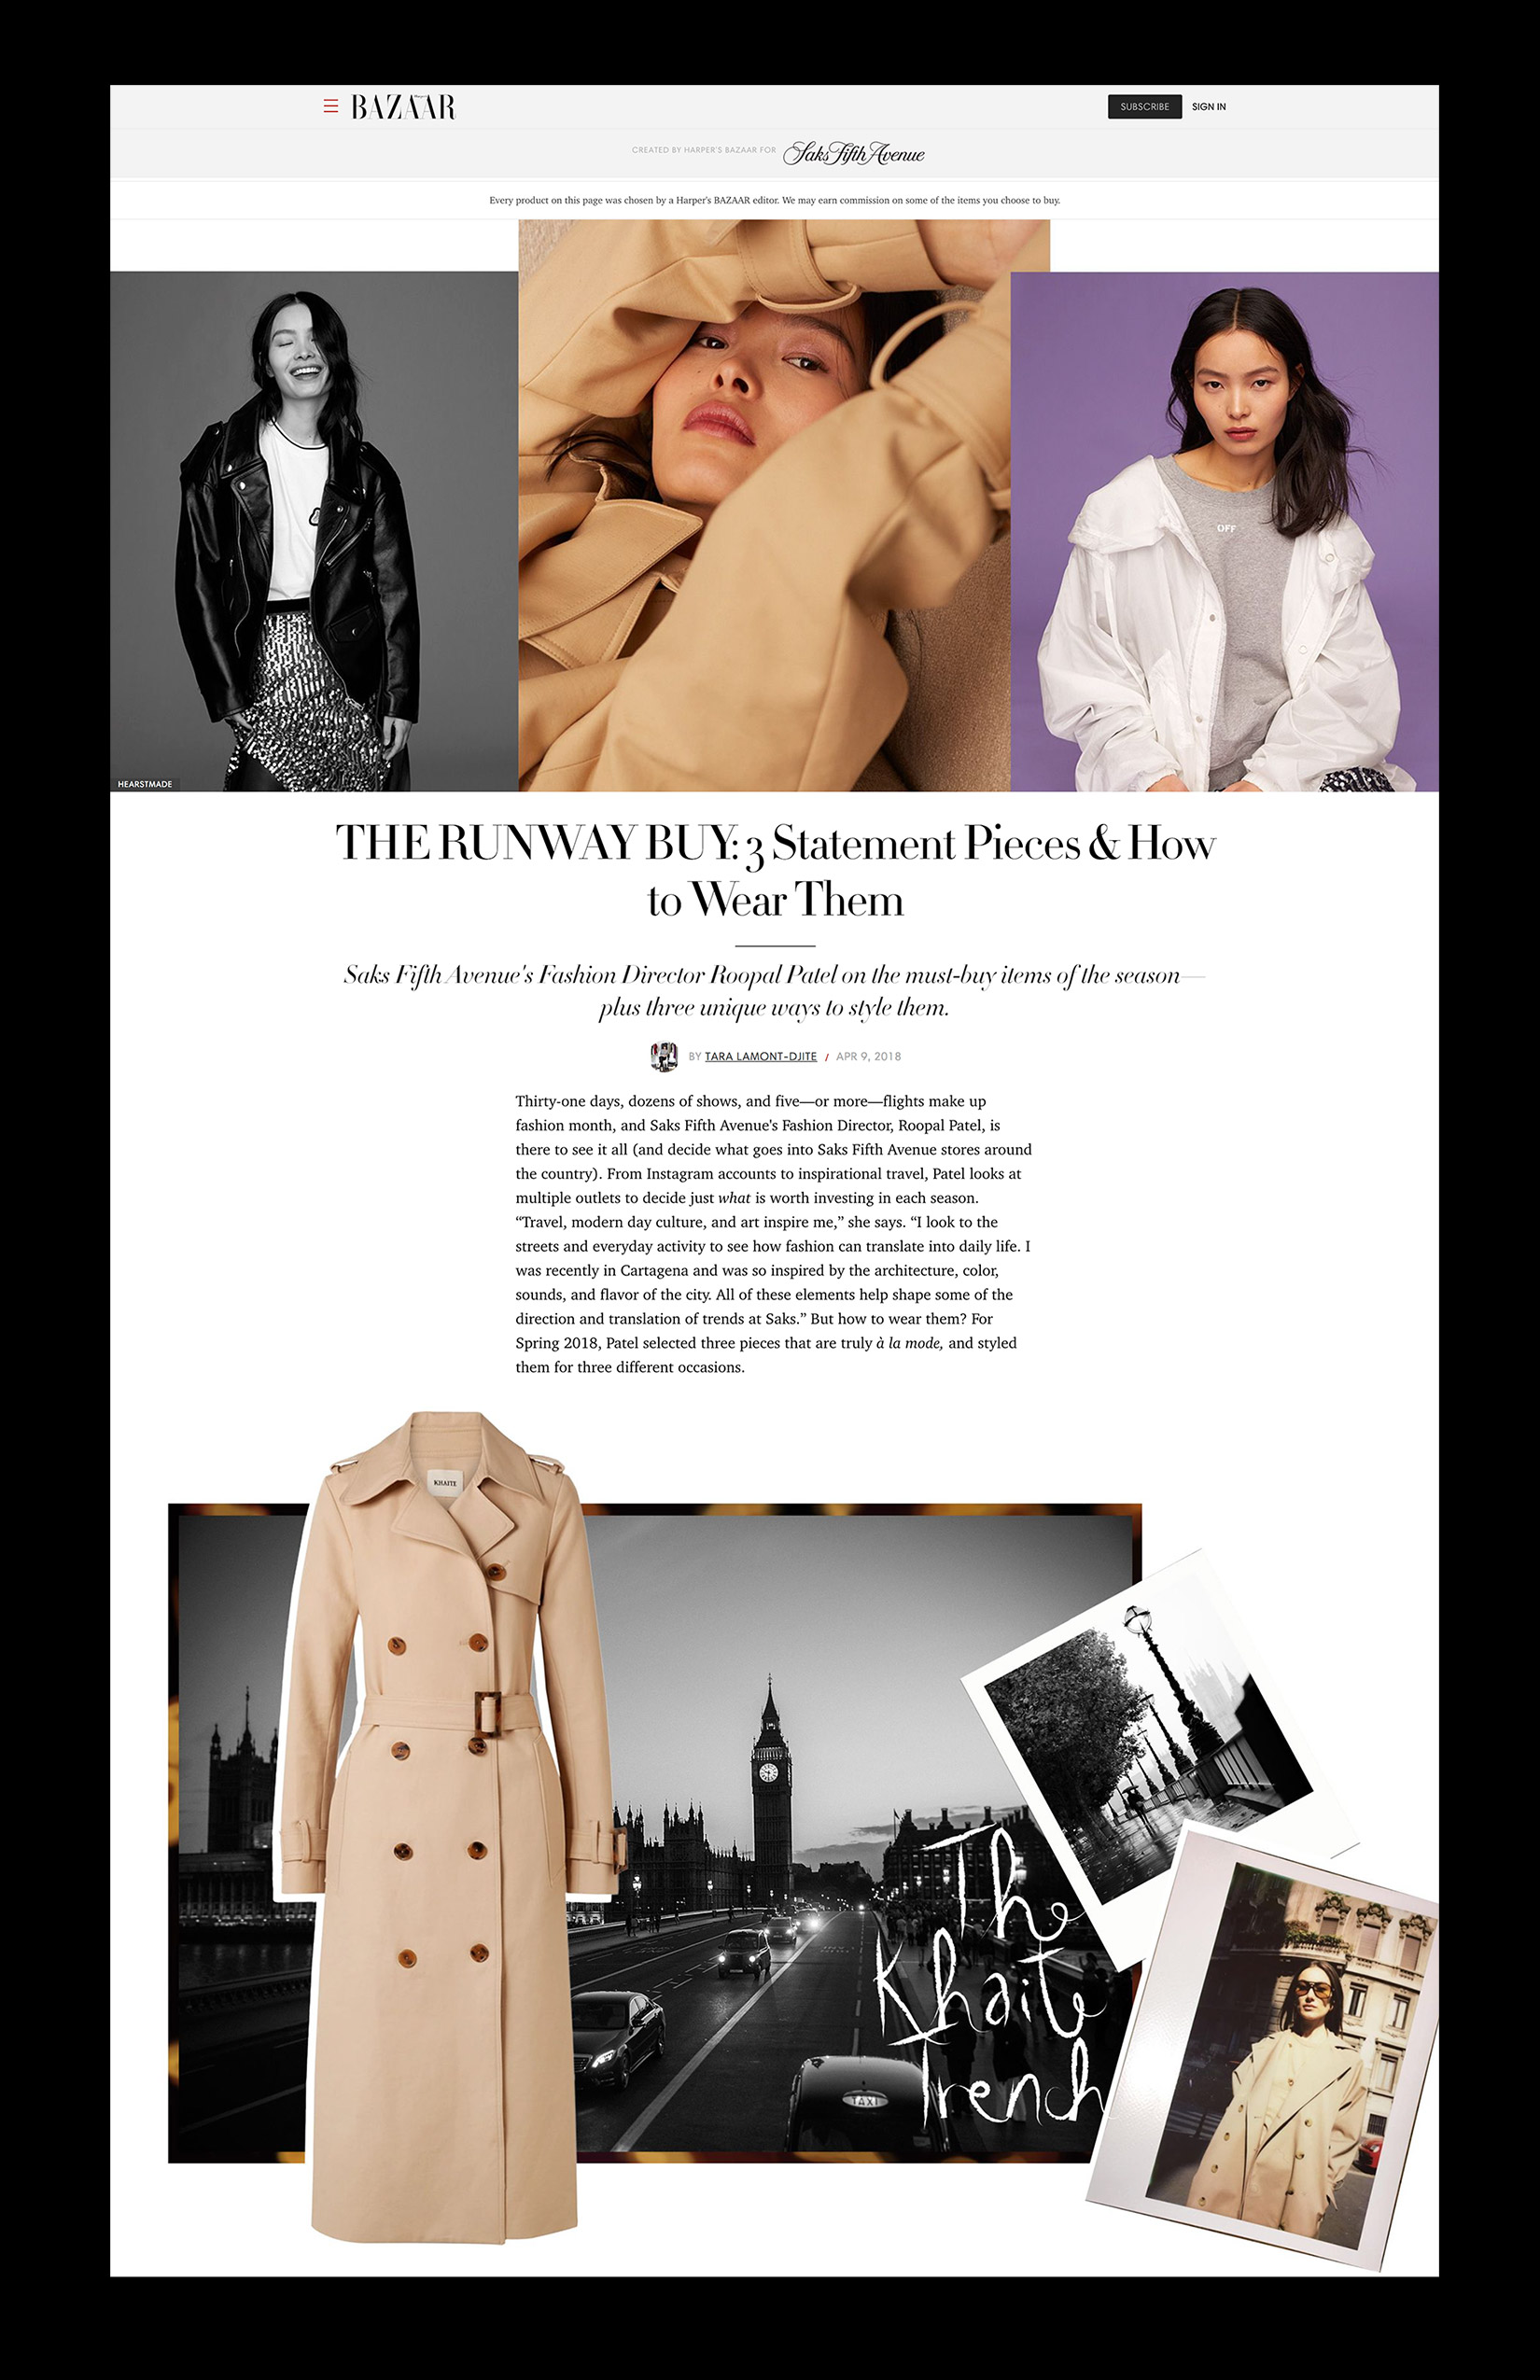 BAZAAR
SUBSCRIBE SIGN IN
CREATED BY HARPER'S BAZAAR FOR Saks Fifth Avenue
Every product on this page was chosen by a Harper's BAZAAR editor. We may earn commission on some of the items you choose to buy.
OFF
HEARSTMADE
THE RUNWAY BUY: 3 Statement Pieces & How
to Wear Them
Saks Fifth Avenue's Fashion Director Roopal Patel on the must-buy items of the season—
plus three unique ways to style them.
BY TARA LAMONT-DJITE / APR 9, 2018
Thirty-one days, dozens of shows, and five—or more—flights make up
fashion month, and Saks Fifth Avenue's Fashion Director, Roopal Patel, is
there to see it all (and decide what goes into Saks Fifth Avenue stores around
the country). From Instagram accounts to inspirational travel, Patel looks at
multiple outlets to decide just what is worth investing in each season.
“Travel, modern day culture, and art inspire me,” she says. “I look to the
streets and everyday activity to see how fashion can translate into daily life. I
was recently in Cartagena and was so inspired by the architecture, color,
sounds, and flavor of the city. All of these elements help shape some of the
direction and translation of trends at Saks.” But how to wear them? For
Spring 2018, Patel selected three pieces that are truly à la mode, and styled
them for three different occasions.
KHAITE
The
Khaite
Trench
TAXI